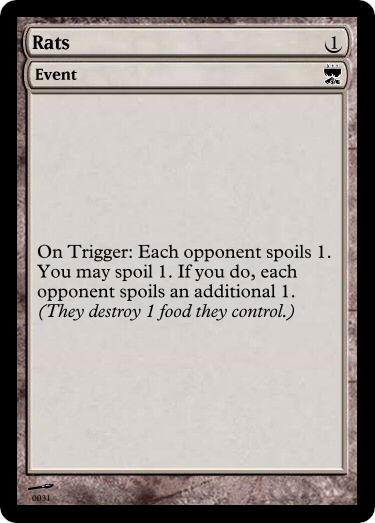 Rats 1
Event
On Trigger: Each opponent spoils 1.
You may spoil 1. If you do, each
opponent spoils an additional 1.
(They destroy 1 food they control.)
0031